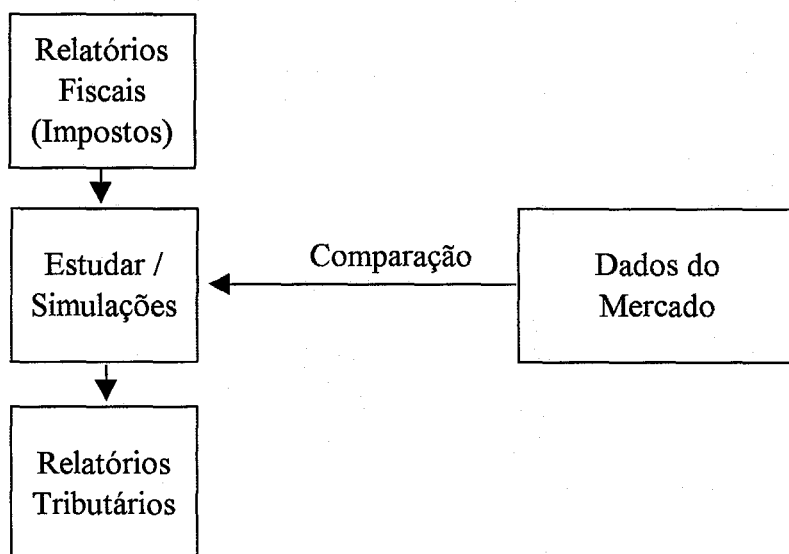 Relatórios
Fiscais
(Impostos)
Estudar /
Simulações
Comparação
Dados do
Mercado
Relatórios
Tributários